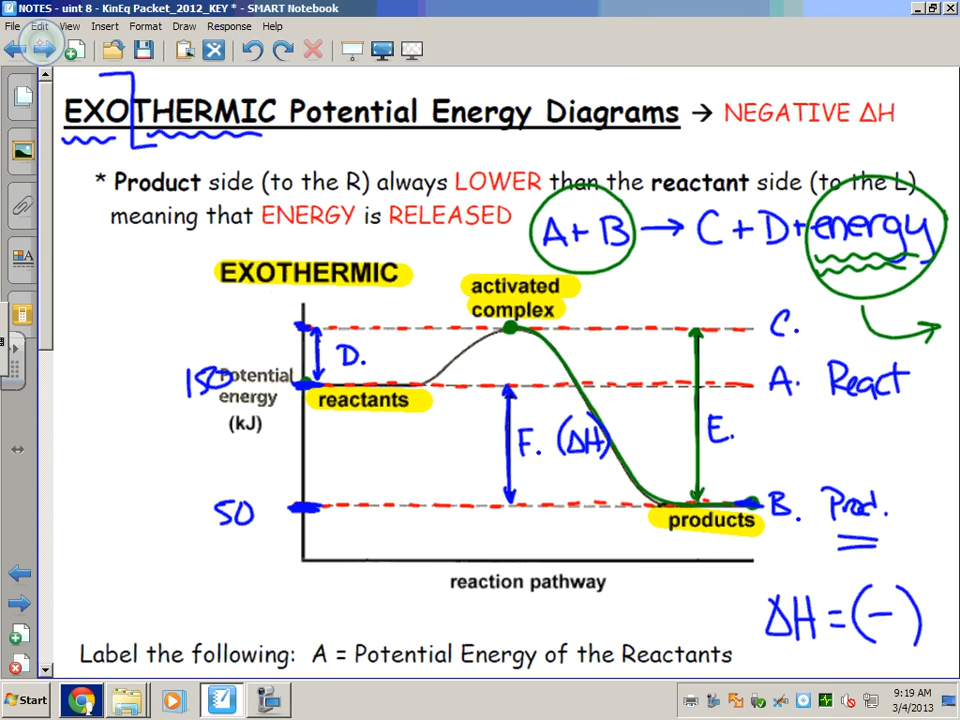 NOTES - uint 8 - KinEq Packet_2012_KEY * - SMART Notebook
File Edit View Insert Format Draw Response Help
EXOTHERMIC Potential Energy Diagrams → NEGATIVE ΔH
* Product side (to the R) always LOWER than the reactant side (to the L)
meaning that ENERGY is RELEASED
A + B → C + D + energy
EXOTHERMIC
activated
complex
C.
D.
150
Potential
energy
(kJ)
reactants
A. React
F. (ΔH)
E.
50
B. Prod.
products
reaction pathway
ΔH = (-)
Label the following: A = Potential Energy of the Reactants
Start
9:19 AM
3/4/2013